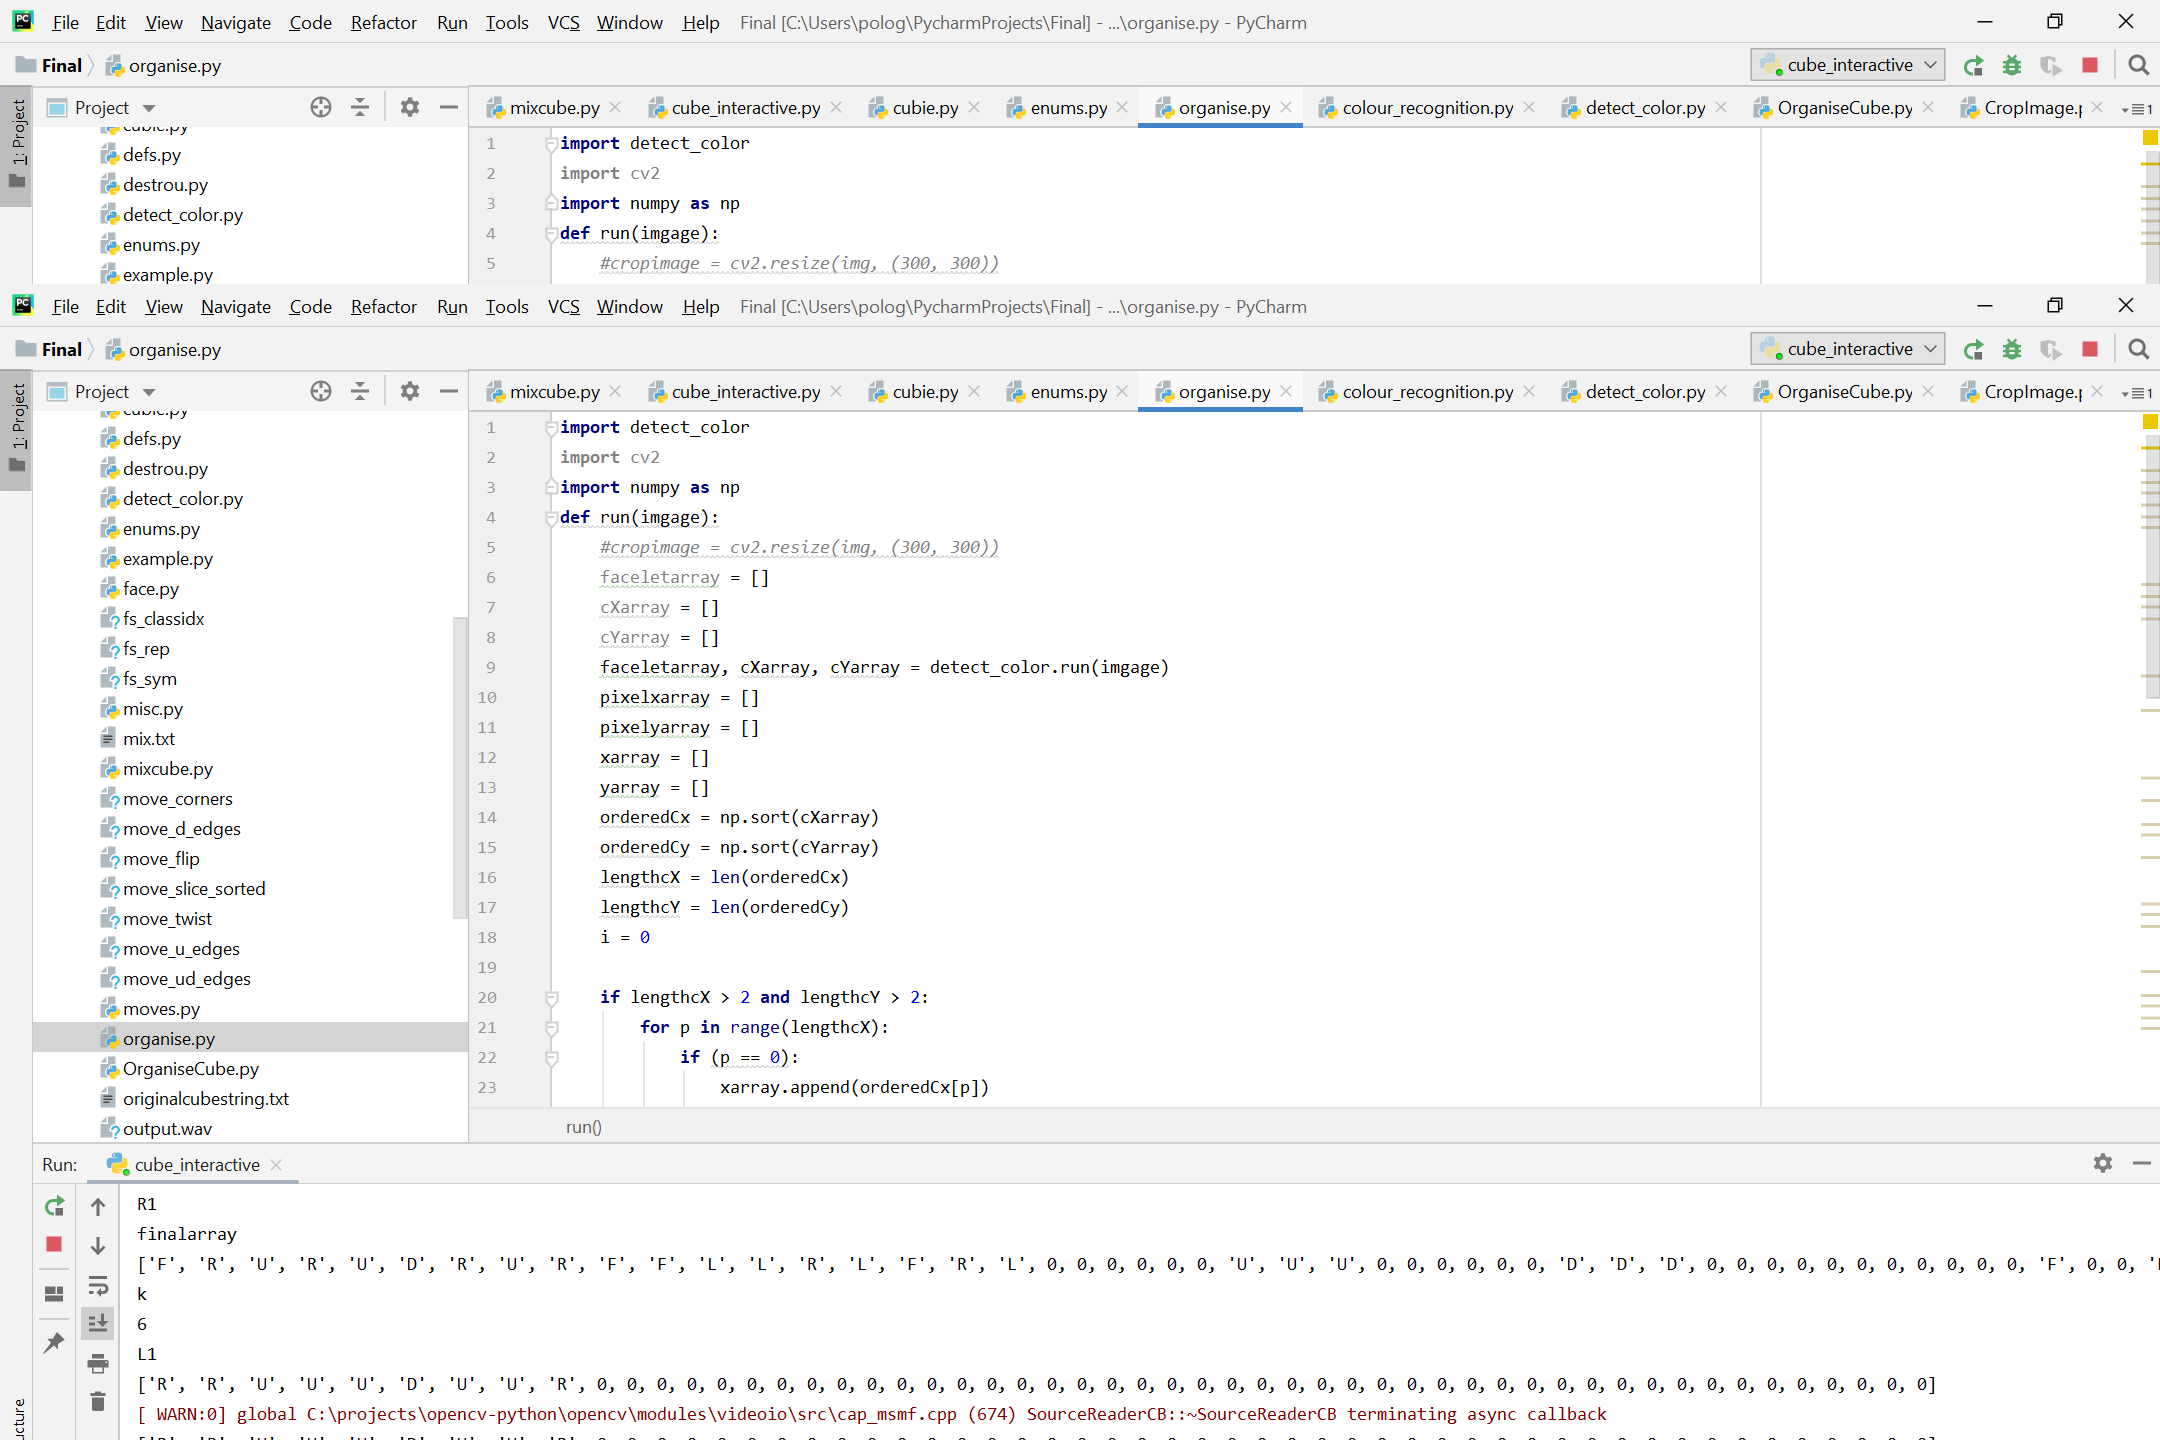 File Edit View Navigate Code Refactor Run Tools VCS Window Help Final [C:\Users\polog\PycharmProjects\Final] - ...\organise.py - PyCharm
Final organise.py cube_interactive
1: Project
Project
mixcube.py cube_interactive.py cubie.py enums.py organise.py colour_recognition.py detect_color.py OrganiseCube.py CropImage.p 1
cubie.py
defs.py
destrou.py
detect_color.py
enums.py
example.py
1 import detect_color
2 import cv2
3 import numpy as np
4 def run(imgage):
5 #cropimage = cv2.resize(img, (300, 300))
File Edit View Navigate Code Refactor Run Tools VCS Window Help Final [C:\Users\polog\PycharmProjects\Final] - ...\organise.py - PyCharm
Final organise.py cube_interactive
1: Project
Project
mixcube.py cube_interactive.py cubie.py enums.py organise.py colour_recognition.py detect_color.py OrganiseCube.py CropImage.p 1
cubie.py
defs.py
destrou.py
detect_color.py
enums.py
example.py
face.py
fs_classidx
fs_rep
fs_sym
misc.py
mix.txt
mixcube.py
move_corners
move_d_edges
move_flip
move_slice_sorted
move_twist
move_u_edges
move_ud_edges
moves.py
organise.py
OrganiseCube.py
originalcubestring.txt
output.wav
1 import detect_color
2 import cv2
3 import numpy as np
4 def run(imgage):
5 #cropimage = cv2.resize(img, (300, 300))
6 faceletarray = []
7 cXarray = []
8 cYarray = []
9 faceletarray, cXarray, cYarray = detect_color.run(imgage)
10 pixelxarray = []
11 pixelyarray = []
12 xarray = []
13 yarray = []
14 orderedCx = np.sort(cXarray)
15 orderedCy = np.sort(cYarray)
16 lengthcX = len(orderedCx)
17 lengthcY = len(orderedCy)
18 i = 0
19
20 if lengthcX > 2 and lengthcY > 2:
21 for p in range(lengthcX):
22 if (p == 0):
23 xarray.append(orderedCx[p])
run()
Run: cube_interactive
R1
finalarray
['F', 'R', 'U', 'R', 'U', 'D', 'R', 'U', 'R', 'F', 'F', 'L', 'L', 'R', 'L', 'F', 'R', 'L', 0, 0, 0, 0, 0, 0, 'U', 'U', 'U', 0, 0, 0, 0, 0, 0, 'D', 'D', 'D', 0, 0, 0, 0, 0, 0, 0, 0, 0, 0, 0, 'F', 0, 0,
k
6
L1
['R', 'R', 'U', 'U', 'U', 'D', 'U', 'U', 'R', 0, 0, 0, 0, 0, 0, 0, 0, 0, 0, 0, 0, 0, 0, 0, 0, 0, 0, 0, 0, 0, 0, 0, 0, 0, 0, 0, 0, 0, 0, 0, 0, 0, 0, 0, 0, 0, 0, 0, 0, 0, 0, 0, 0, 0]
[ WARN:0] global C:\projects\opencv-python\opencv\modules\videoio\src\cap_msmf.cpp (674) SourceReaderCB::~SourceReaderCB terminating async callback
ucture